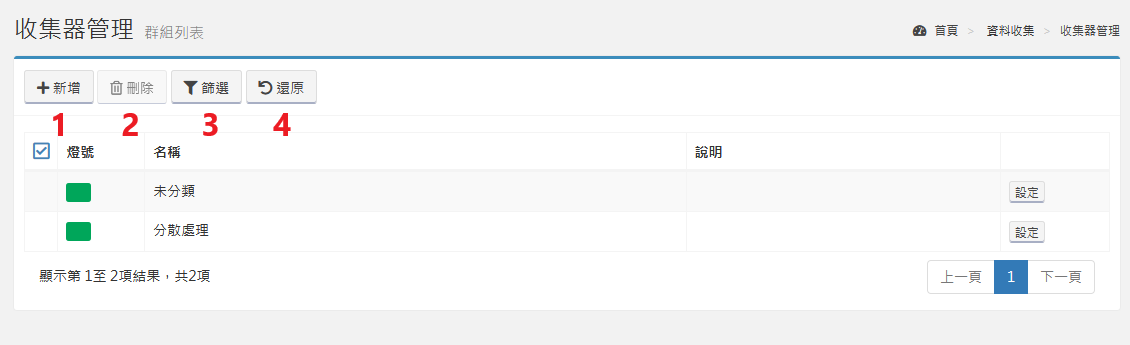 收集器管理 群組列表
首頁 > 資料收集 > 收集器管理
新增 刪除 篩選 還原
1 2 3 4
燈號 名稱 說明
未分類 設定
分散處理 設定
顯示第 1至 2項結果，共2項
上一頁 1 下一頁